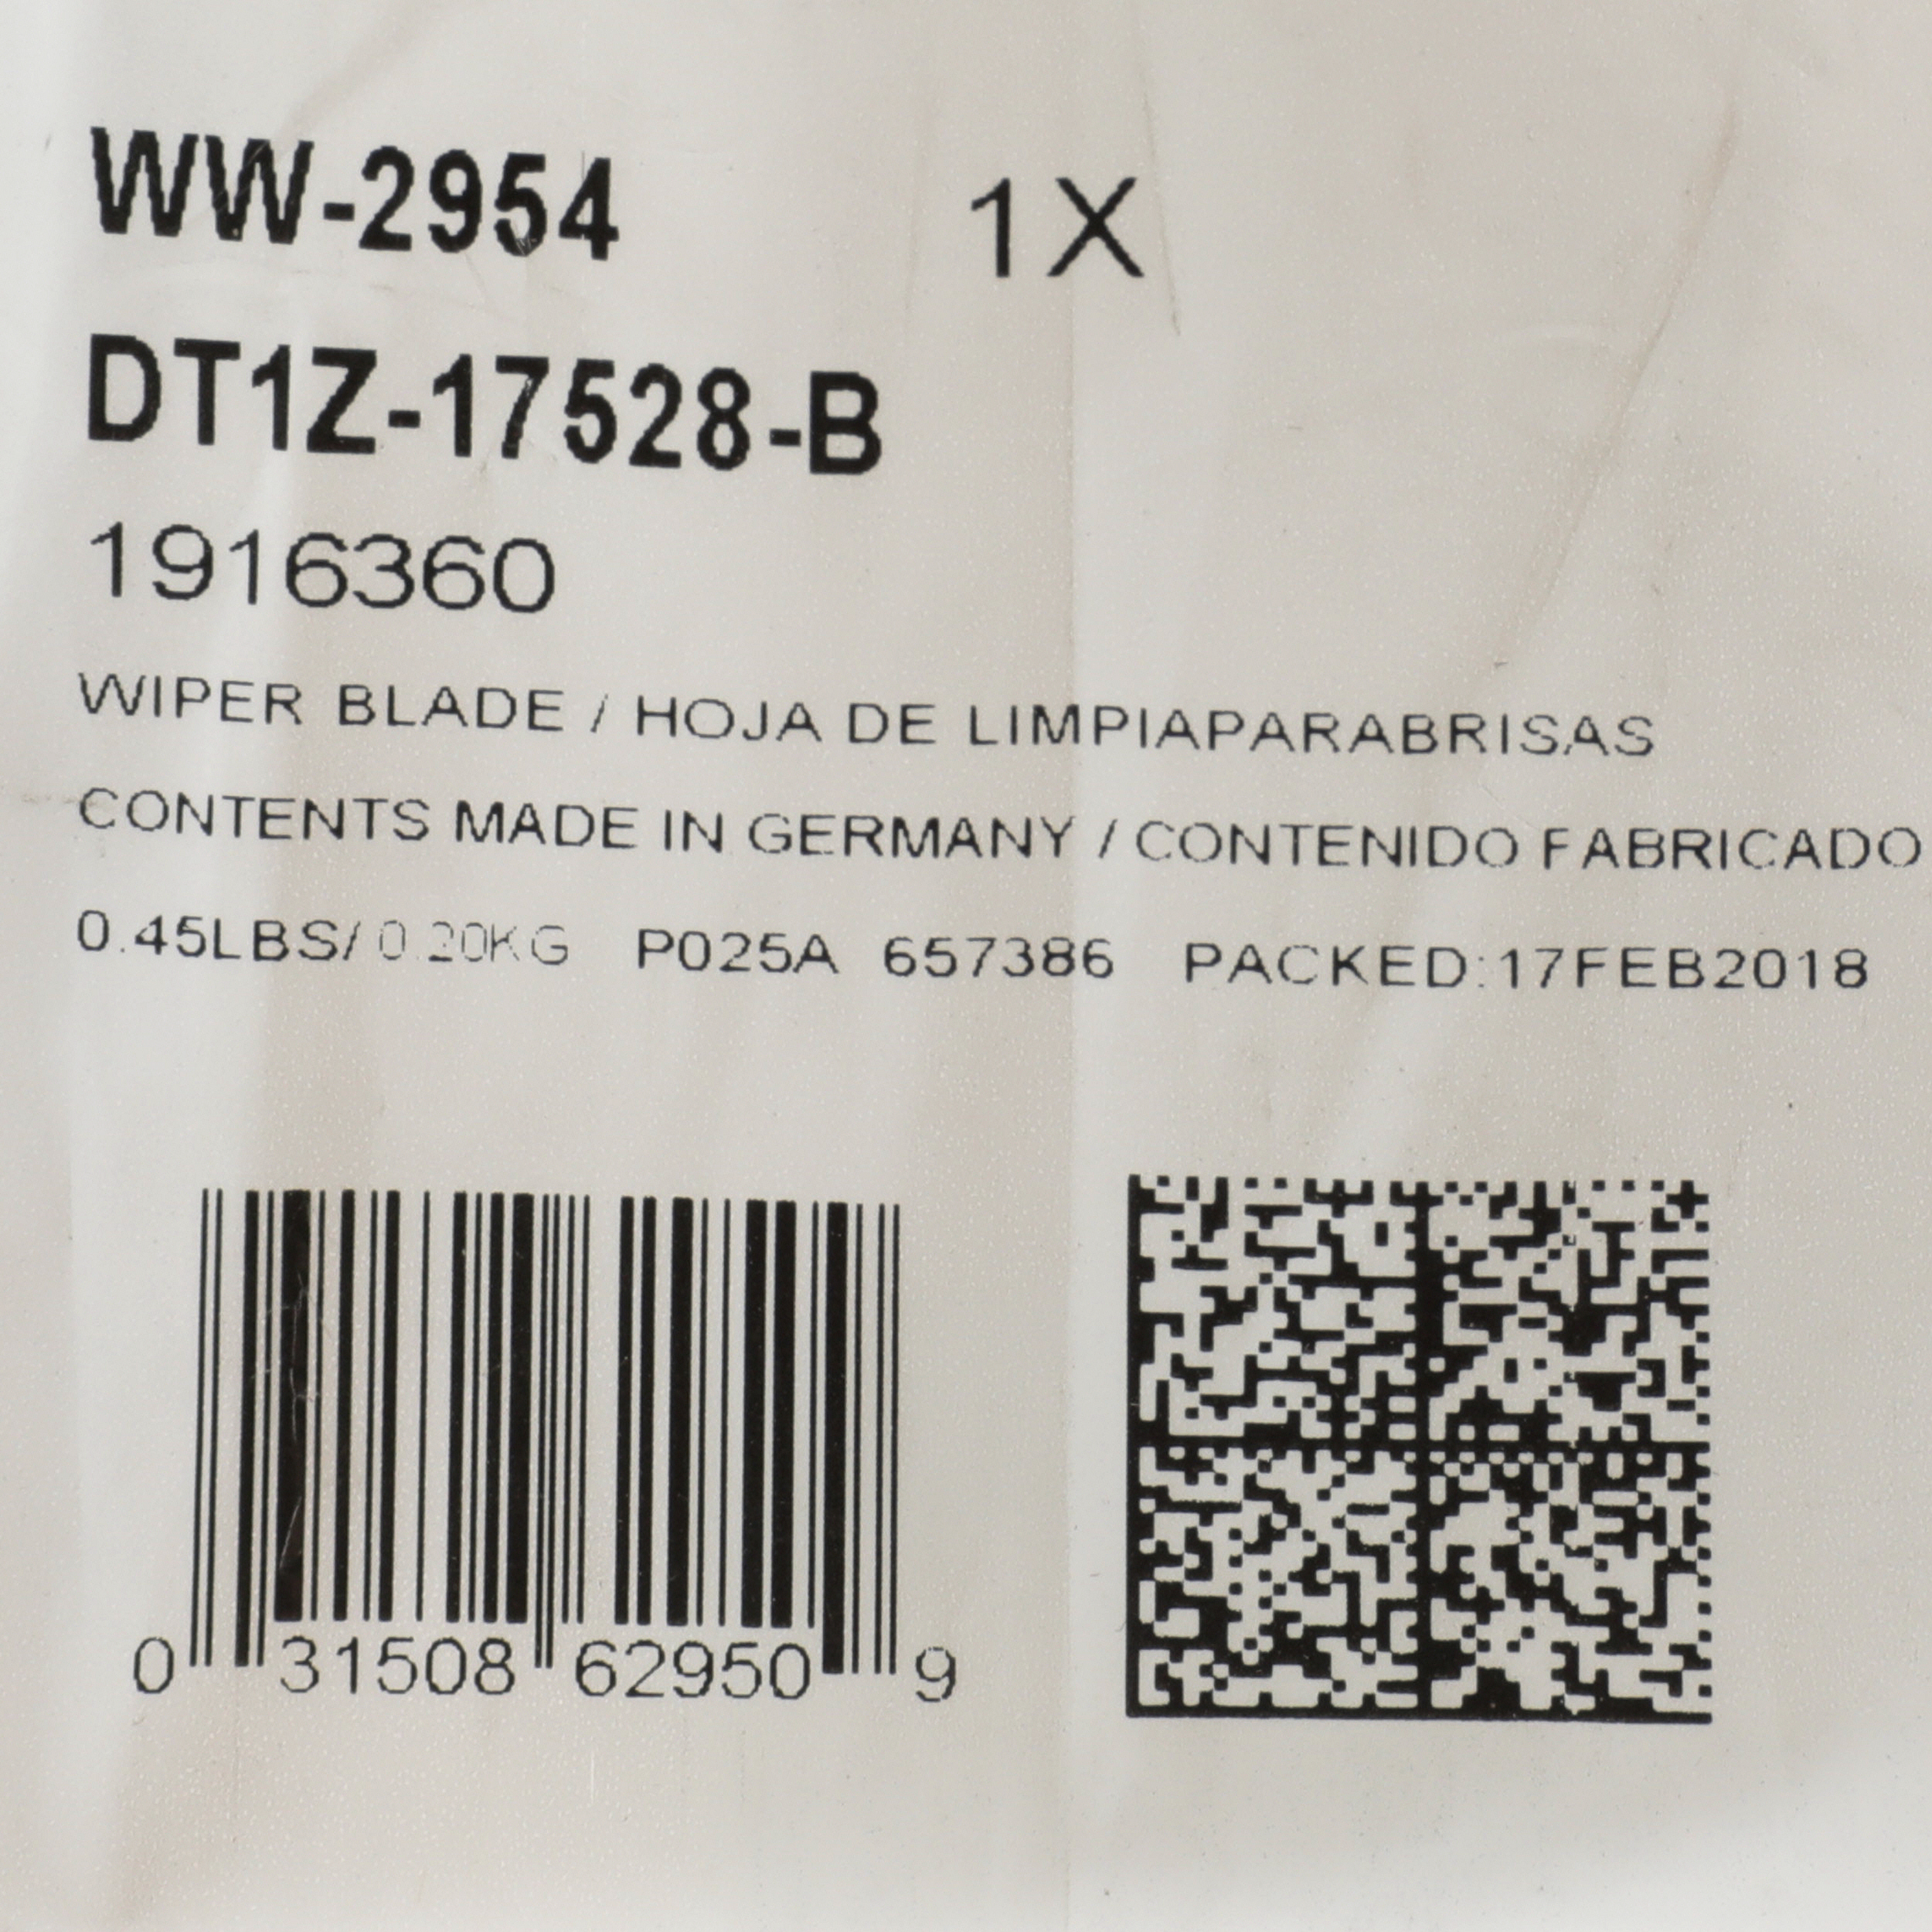 WW-2954 1X
DT1Z-17528-B
1916360
WIPER BLADE / HOJA DE LIMPIAPARABRISAS
CONTENTS MADE IN GERMANY / CONTENIDO FABRICADO
0.45LBS/ 0.20KG P025A 657386 PACKED:17FEB2018
0 31508 62950 9